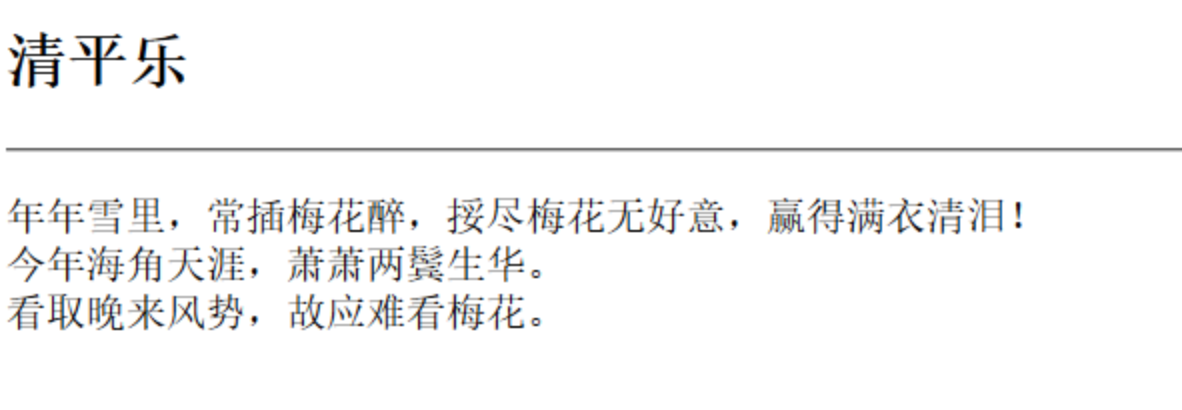 清平乐
年年雪里，常插梅花醉，挼尽梅花无好意，赢得满衣清泪！
今年海角天涯，萧萧两鬓生华。
看取晚来风势，故应难看梅花。